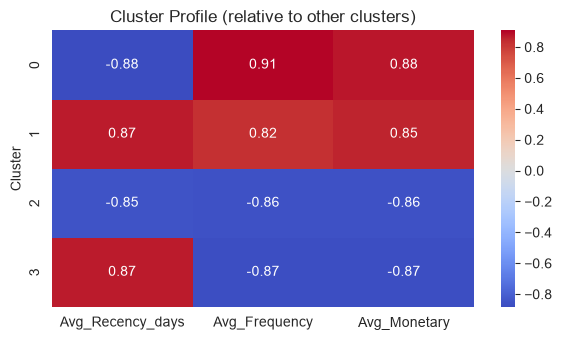 Cluster Profile (relative to other clusters)
Cluster
0 -0.88 0.91 0.88
1 0.87 0.82 0.85
2 -0.85 -0.86 -0.86
3 0.87 -0.87 -0.87
Avg_Recency_days Avg_Frequency Avg_Monetary
0.8
0.6
0.4
0.2
0.0
−0.2
−0.4
−0.6
−0.8